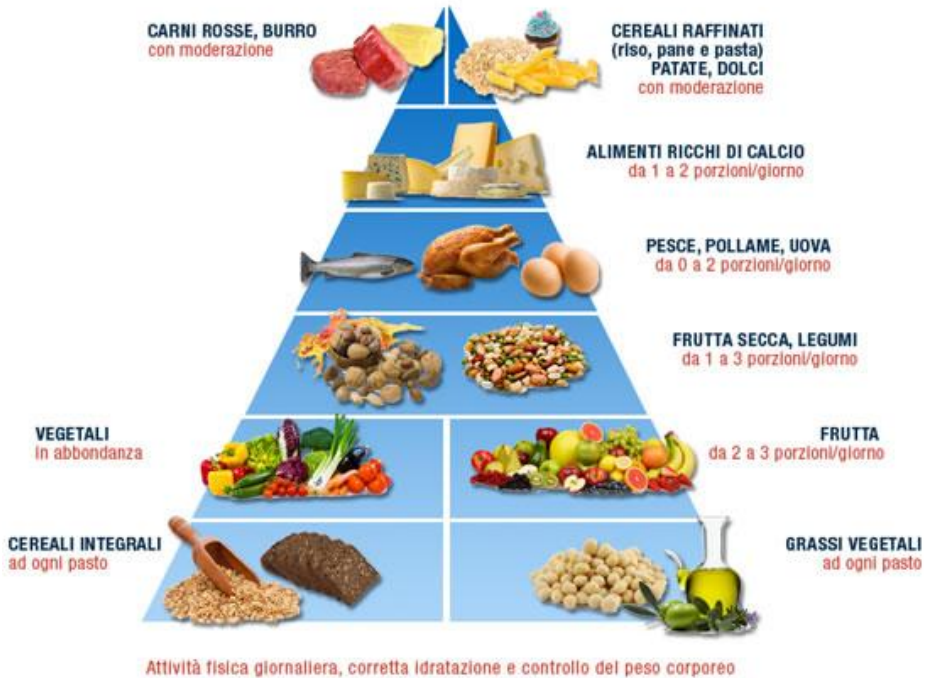 CARNI ROSSE, BURRO
con moderazione
CEREALI RAFFINATI
(riso, pane e pasta)
PATATE, DOLCI
con moderazione
ALIMENTI RICCHI DI CALCIO
da 1 a 2 porzioni/giorno
PESCE, POLLAME, UOVA
da 0 a 2 porzioni/giorno
FRUTTA SECCA, LEGUMI
da 1 a 3 porzioni/giorno
VEGETALI
in abbondanza
FRUTTA
da 2 a 3 porzioni/giorno
CEREALI INTEGRALI
ad ogni pasto
GRASSI VEGETALI
ad ogni pasto
Attività fisica giornaliera, corretta idratazione e controllo del peso corporeo